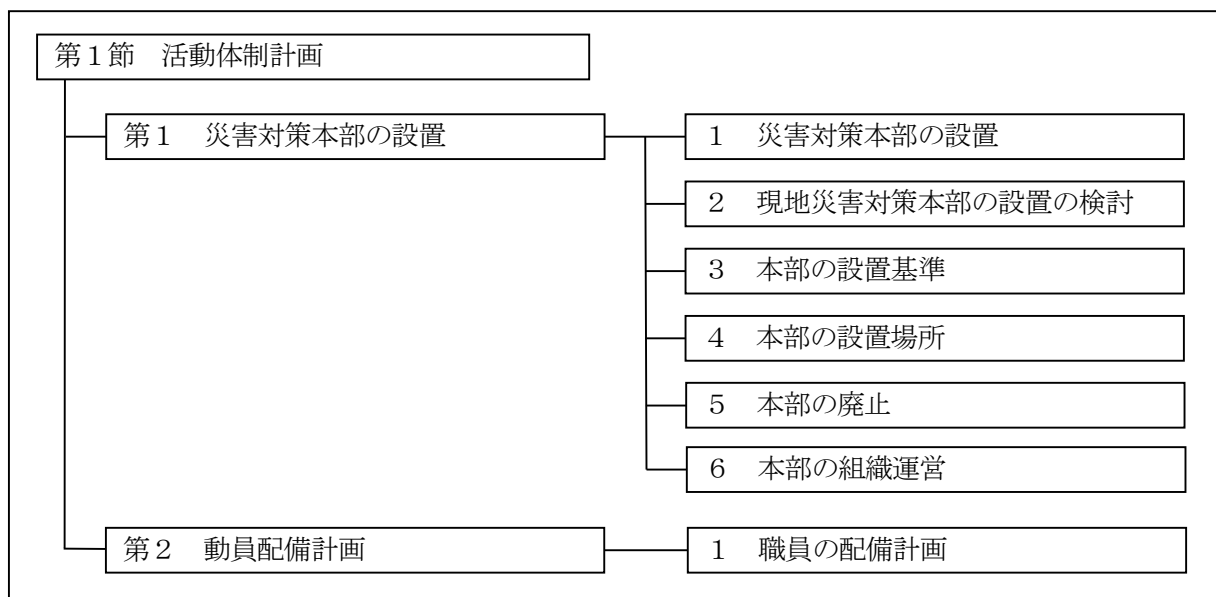 第１節　活動体制計画
第１　災害対策本部の設置
１　災害対策本部の設置
２　現地災害対策本部の設置の検討
３　本部の設置基準
４　本部の設置場所
５　本部の廃止
６　本部の組織運営
第２　動員配備計画
１　職員の配備計画